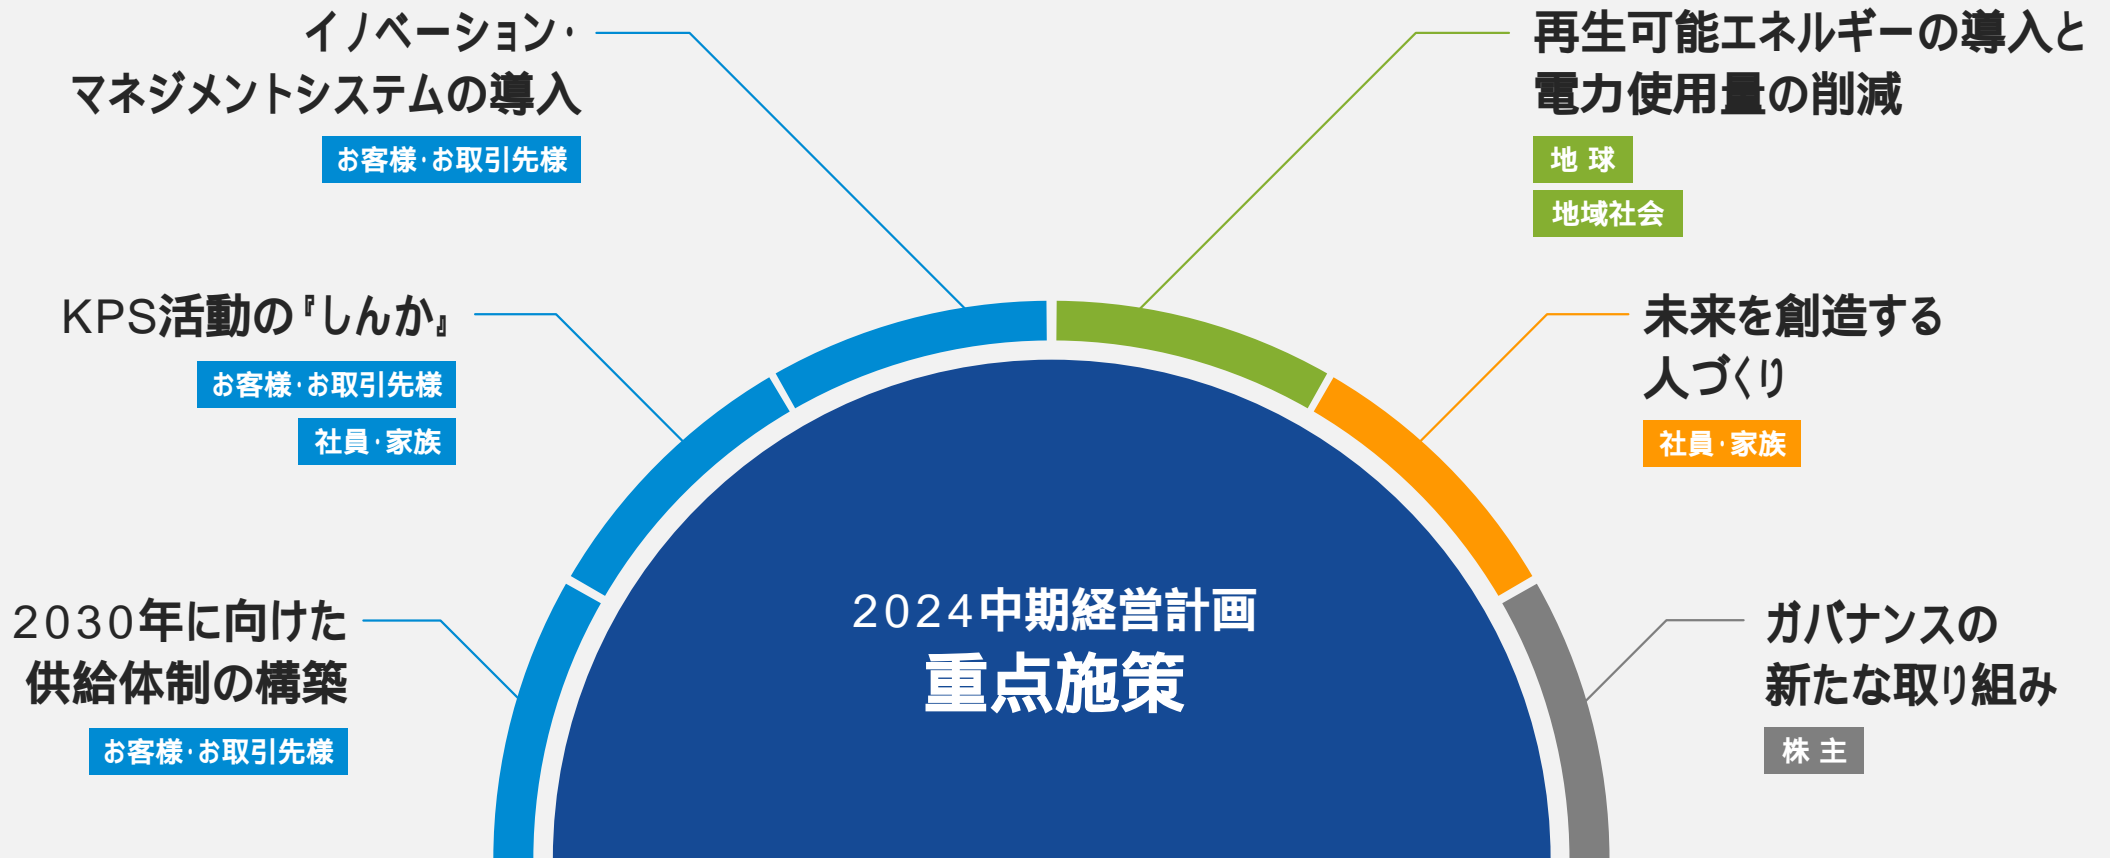 イノベーション・
マネジメントシステムの導入
お客様・お取引先様
KPS活動の『しんか』
お客様・お取引先様
社員・家族
2030年に向けた
供給体制の構築
お客様・お取引先様
2024中期経営計画
重点施策
再生可能エネルギーの導入と
電力使用量の削減
地球
地域社会
未来を創造する
人づくり
社員・家族
ガバナンスの
新たな取り組み
株主